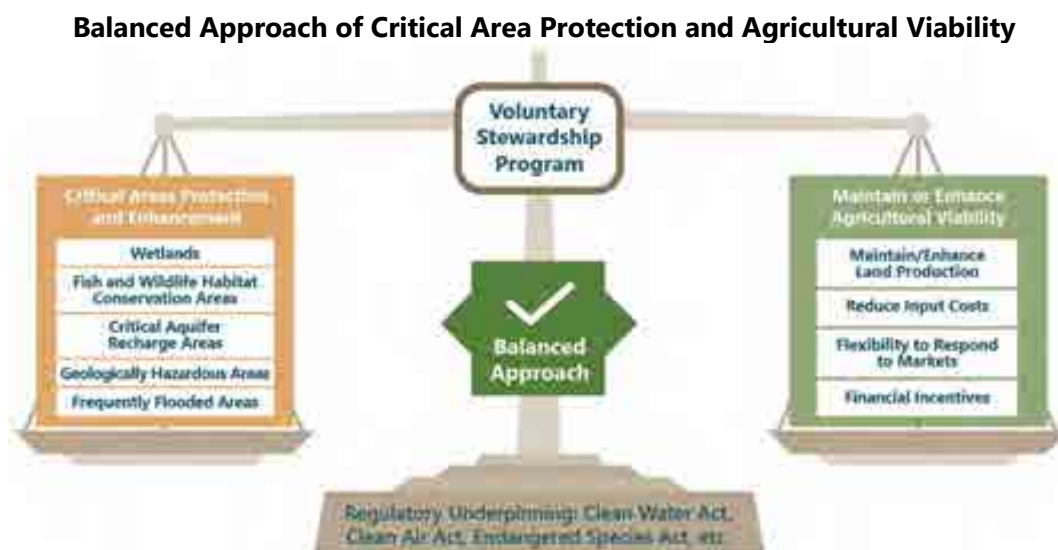 Balanced Approach of Critical Area Protection and Agricultural Viability
Voluntary
Stewardship
Program
Critical Areas Protection
and Enhancement
Wetlands
Fish and Wildlife Habitat
Conservation Areas
Critical Aquifer
Recharge Areas
Geologically Hazardous Areas
Frequently Flooded Areas
Balanced
Approach
Maintain or Enhance
Agricultural Viability
Maintain/Enhance
Land Production
Reduce Input Costs
Flexibility to Respond
to Markets
Financial Incentives
Regulatory Underpinning: Clean Water Act,
Clean Air Act, Endangered Species Act, etc.